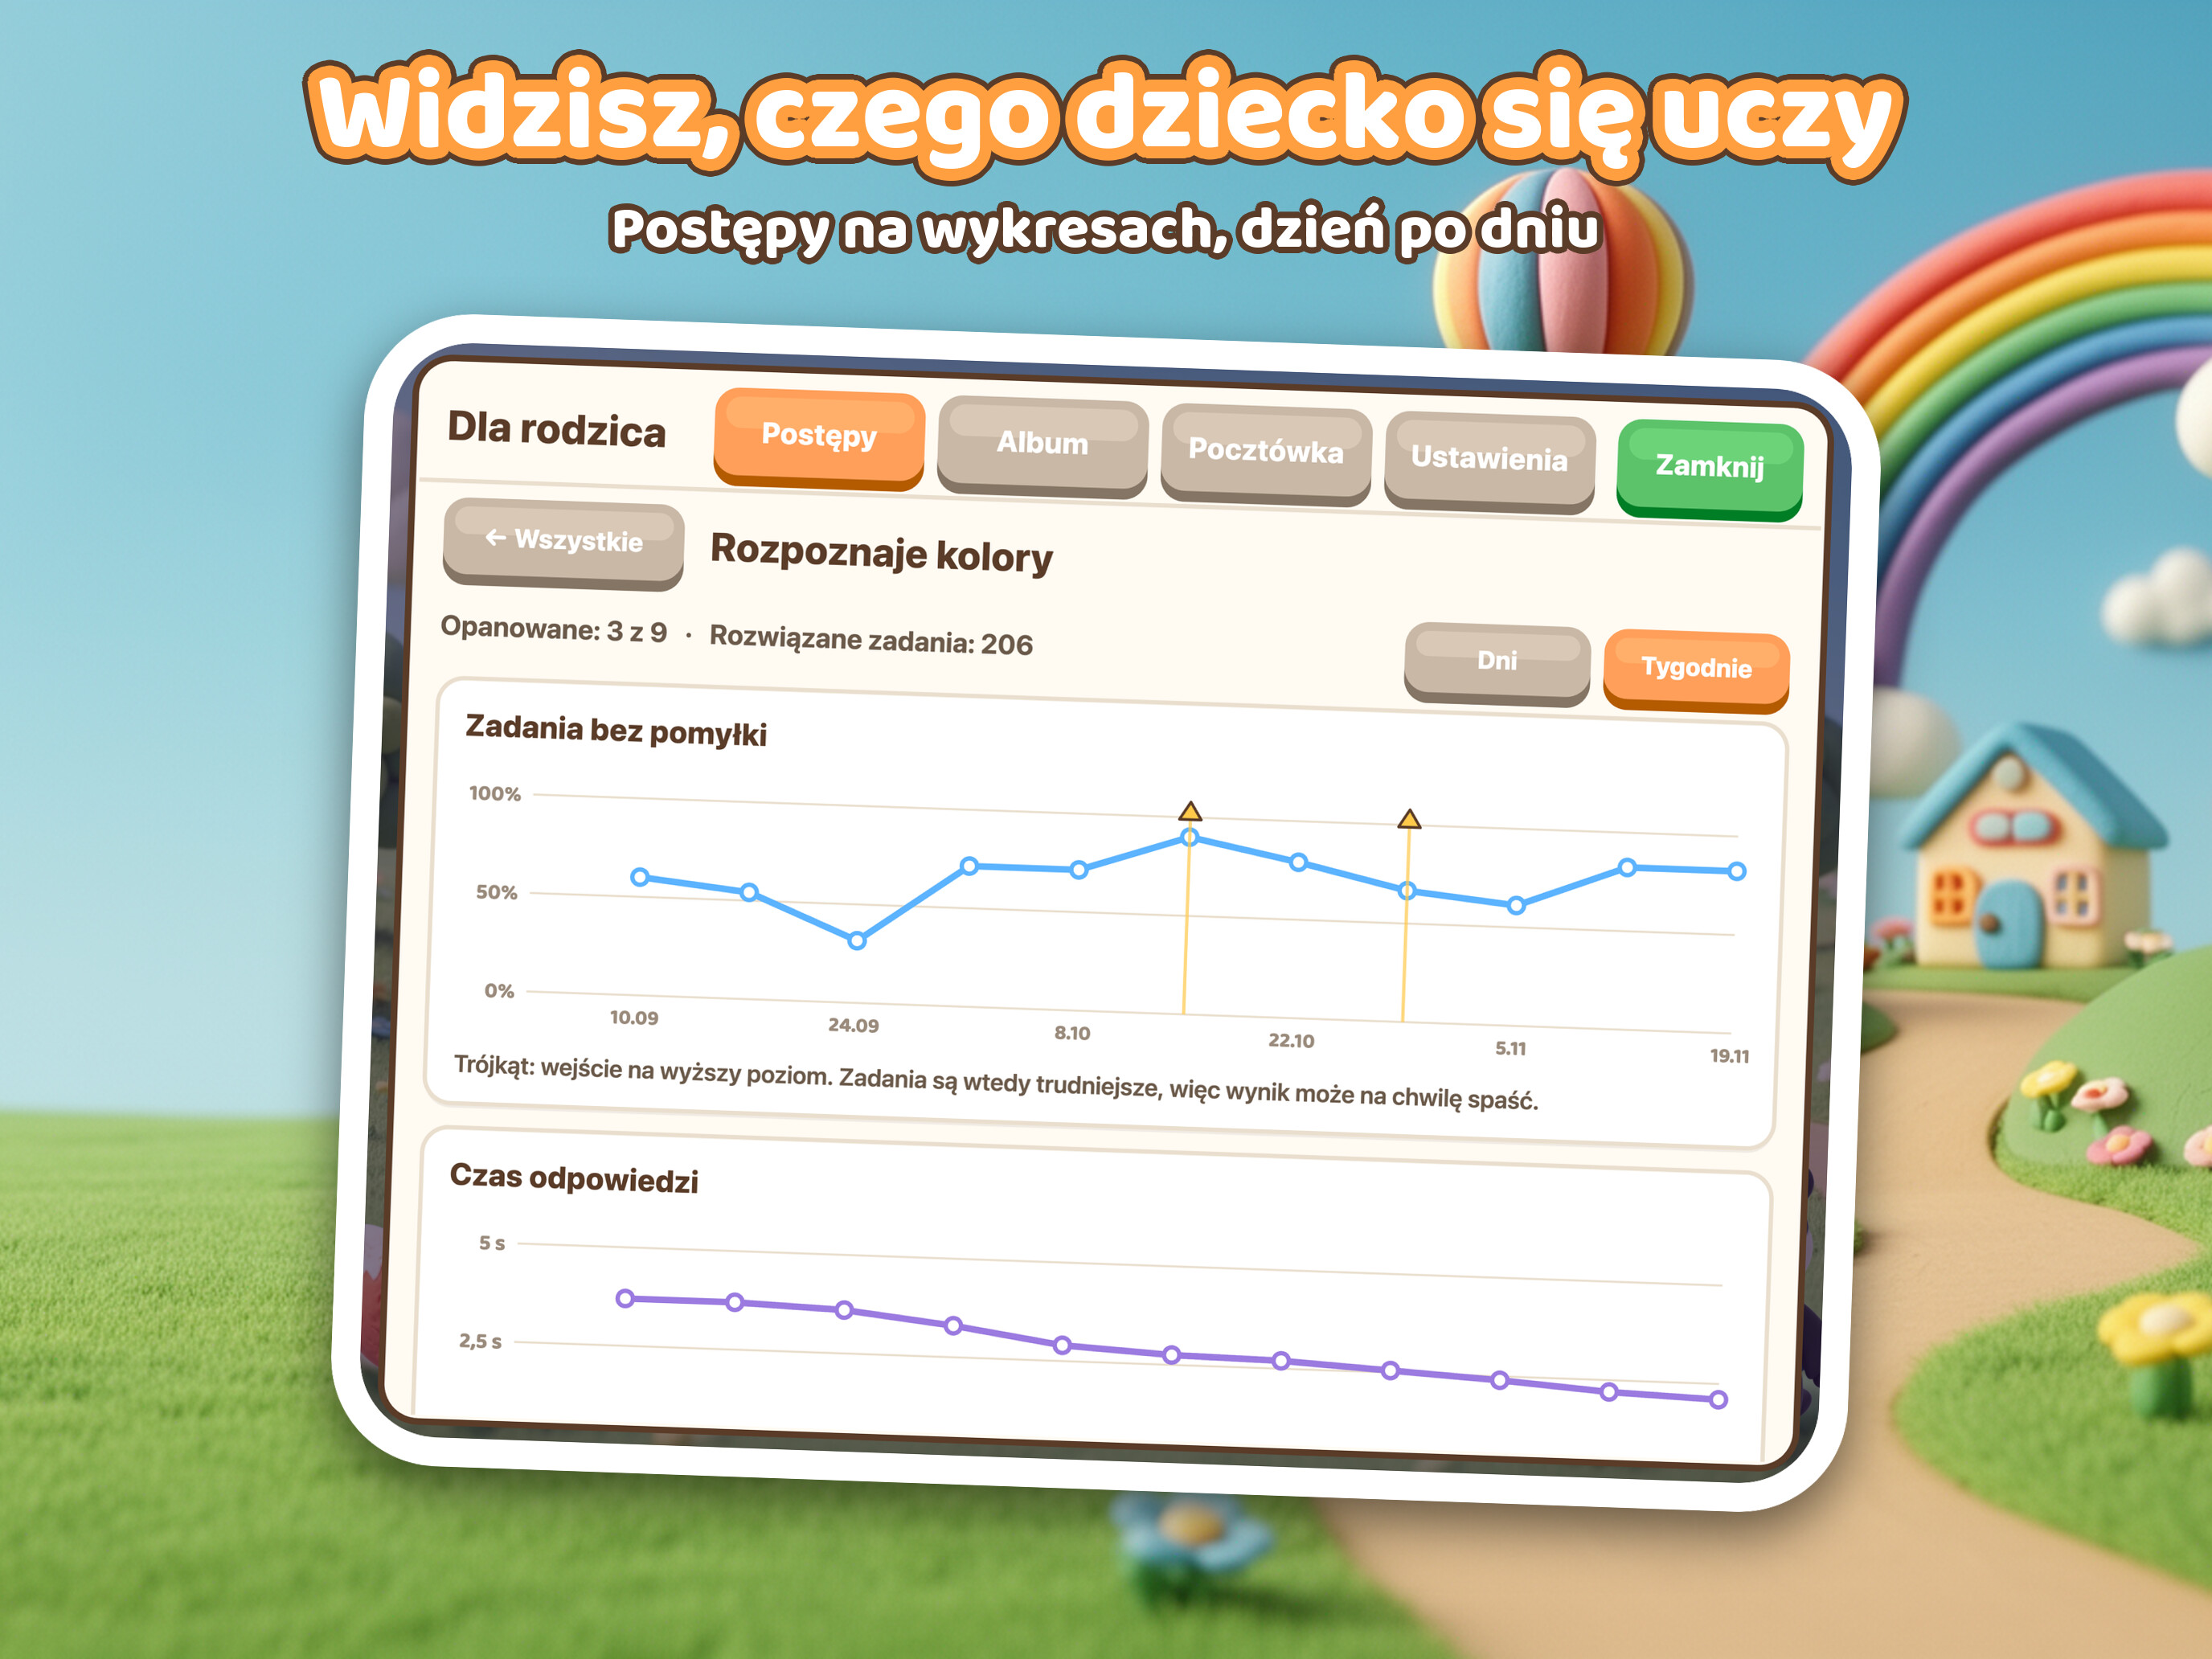 Widzisz, czego dziecko się uczy
Postępy na wykresach, dzień po dniu
Dla rodzica
Postępy
Album
Pocztówka
Ustawienia
Zamknij
← Wszystkie
Rozpoznaje kolory
Opanowane: 3 z 9 · Rozwiązane zadania: 206
Dni
Tygodnie
Zadania bez pomyłki
100%
50%
0%
10.09 24.09 8.10 22.10 5.11 19.11
Trójkąt: wejście na wyższy poziom. Zadania są wtedy trudniejsze, więc wynik może na chwilę spaść.
Czas odpowiedzi
5 s
2,5 s